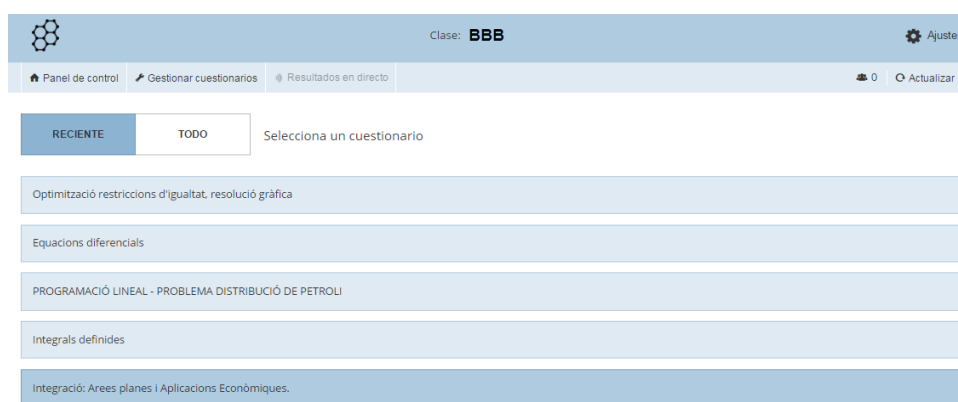 Clase: BBB
Ajuste
Panel de control Gestionar cuestionarios Resultados en directo 0 Actualizar
RECIENTE TODO Selecciona un cuestionario
Optimització restriccions d'igualtat, resolució gràfica
Equacions diferencials
PROGRAMACIÓ LINEAL - PROBLEMA DISTRIBUCIÓ DE PETROLI
Integrals definides
Integració: Arees planes i Aplicacions Econòmiques.